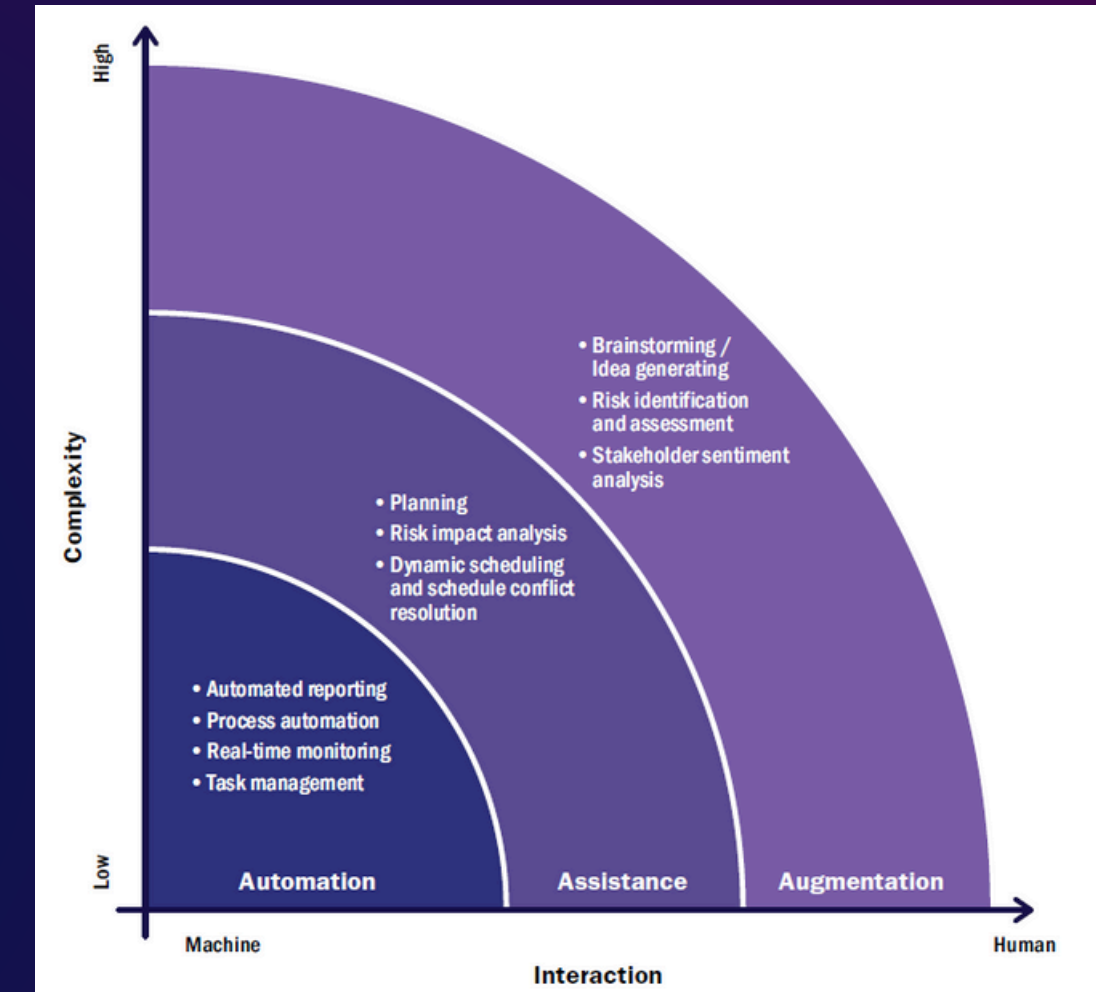 High
Complexity
Low
• Brainstorming /
Idea generating
• Risk identification
and assessment
• Stakeholder sentiment
analysis
• Planning
• Risk impact analysis
• Dynamic scheduling
and schedule conflict
resolution
• Automated reporting
• Process automation
• Real-time monitoring
• Task management
Automation
Assistance
Augmentation
Machine
Human
Interaction